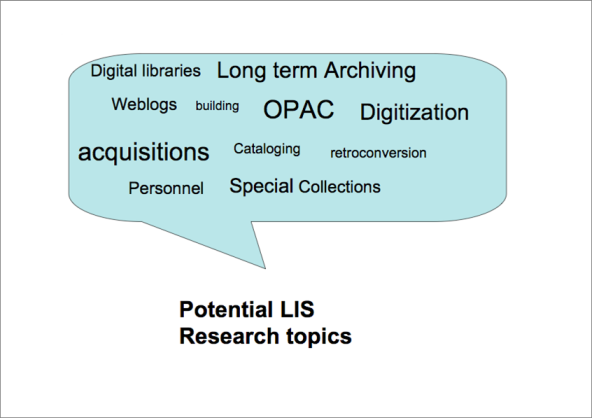 Digital libraries Long term Archiving
Weblogs building OPAC Digitization
acquisitions Cataloging retroconversion
Personnel Special Collections
Potential LIS
Research topics